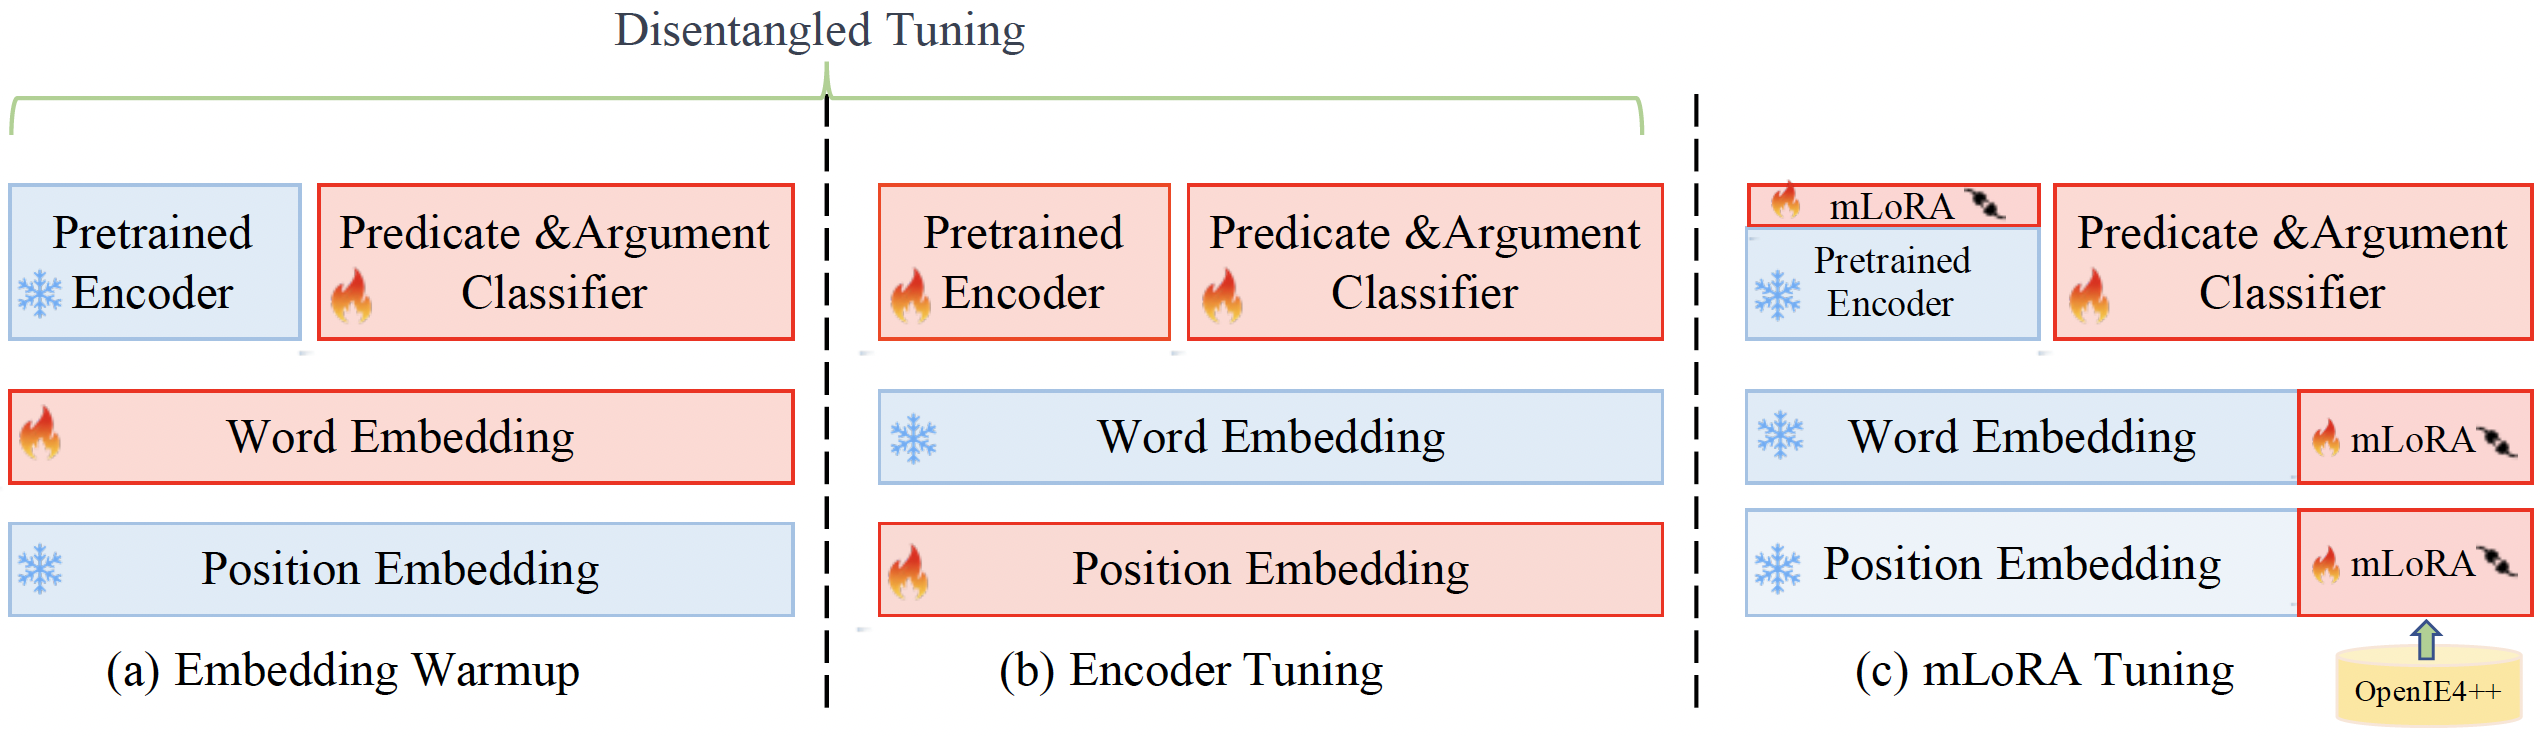 Disentangled Tuning
Pretrained
Encoder
Predicate &Argument
Classifier
Word Embedding
Position Embedding
(a) Embedding Warmup
Pretrained
Encoder
Predicate &Argument
Classifier
Word Embedding
Position Embedding
(b) Encoder Tuning
mLoRA
Pretrained
Encoder
Predicate &Argument
Classifier
Word Embedding
mLoRA
Position Embedding
mLoRA
(c) mLoRA Tuning
OpenIE4++